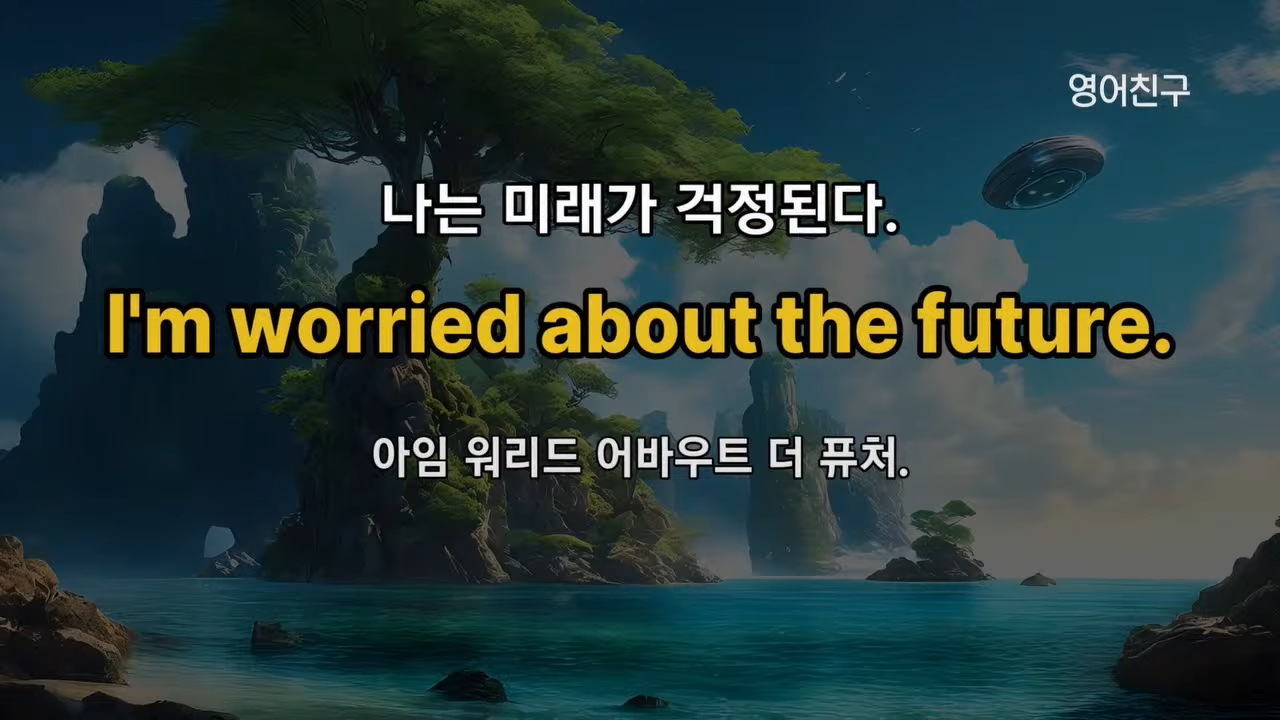 영어친구
나는 미래가 걱정된다.
I'm worried about the future.
아임 워리드 어바우트 더 퓨처.